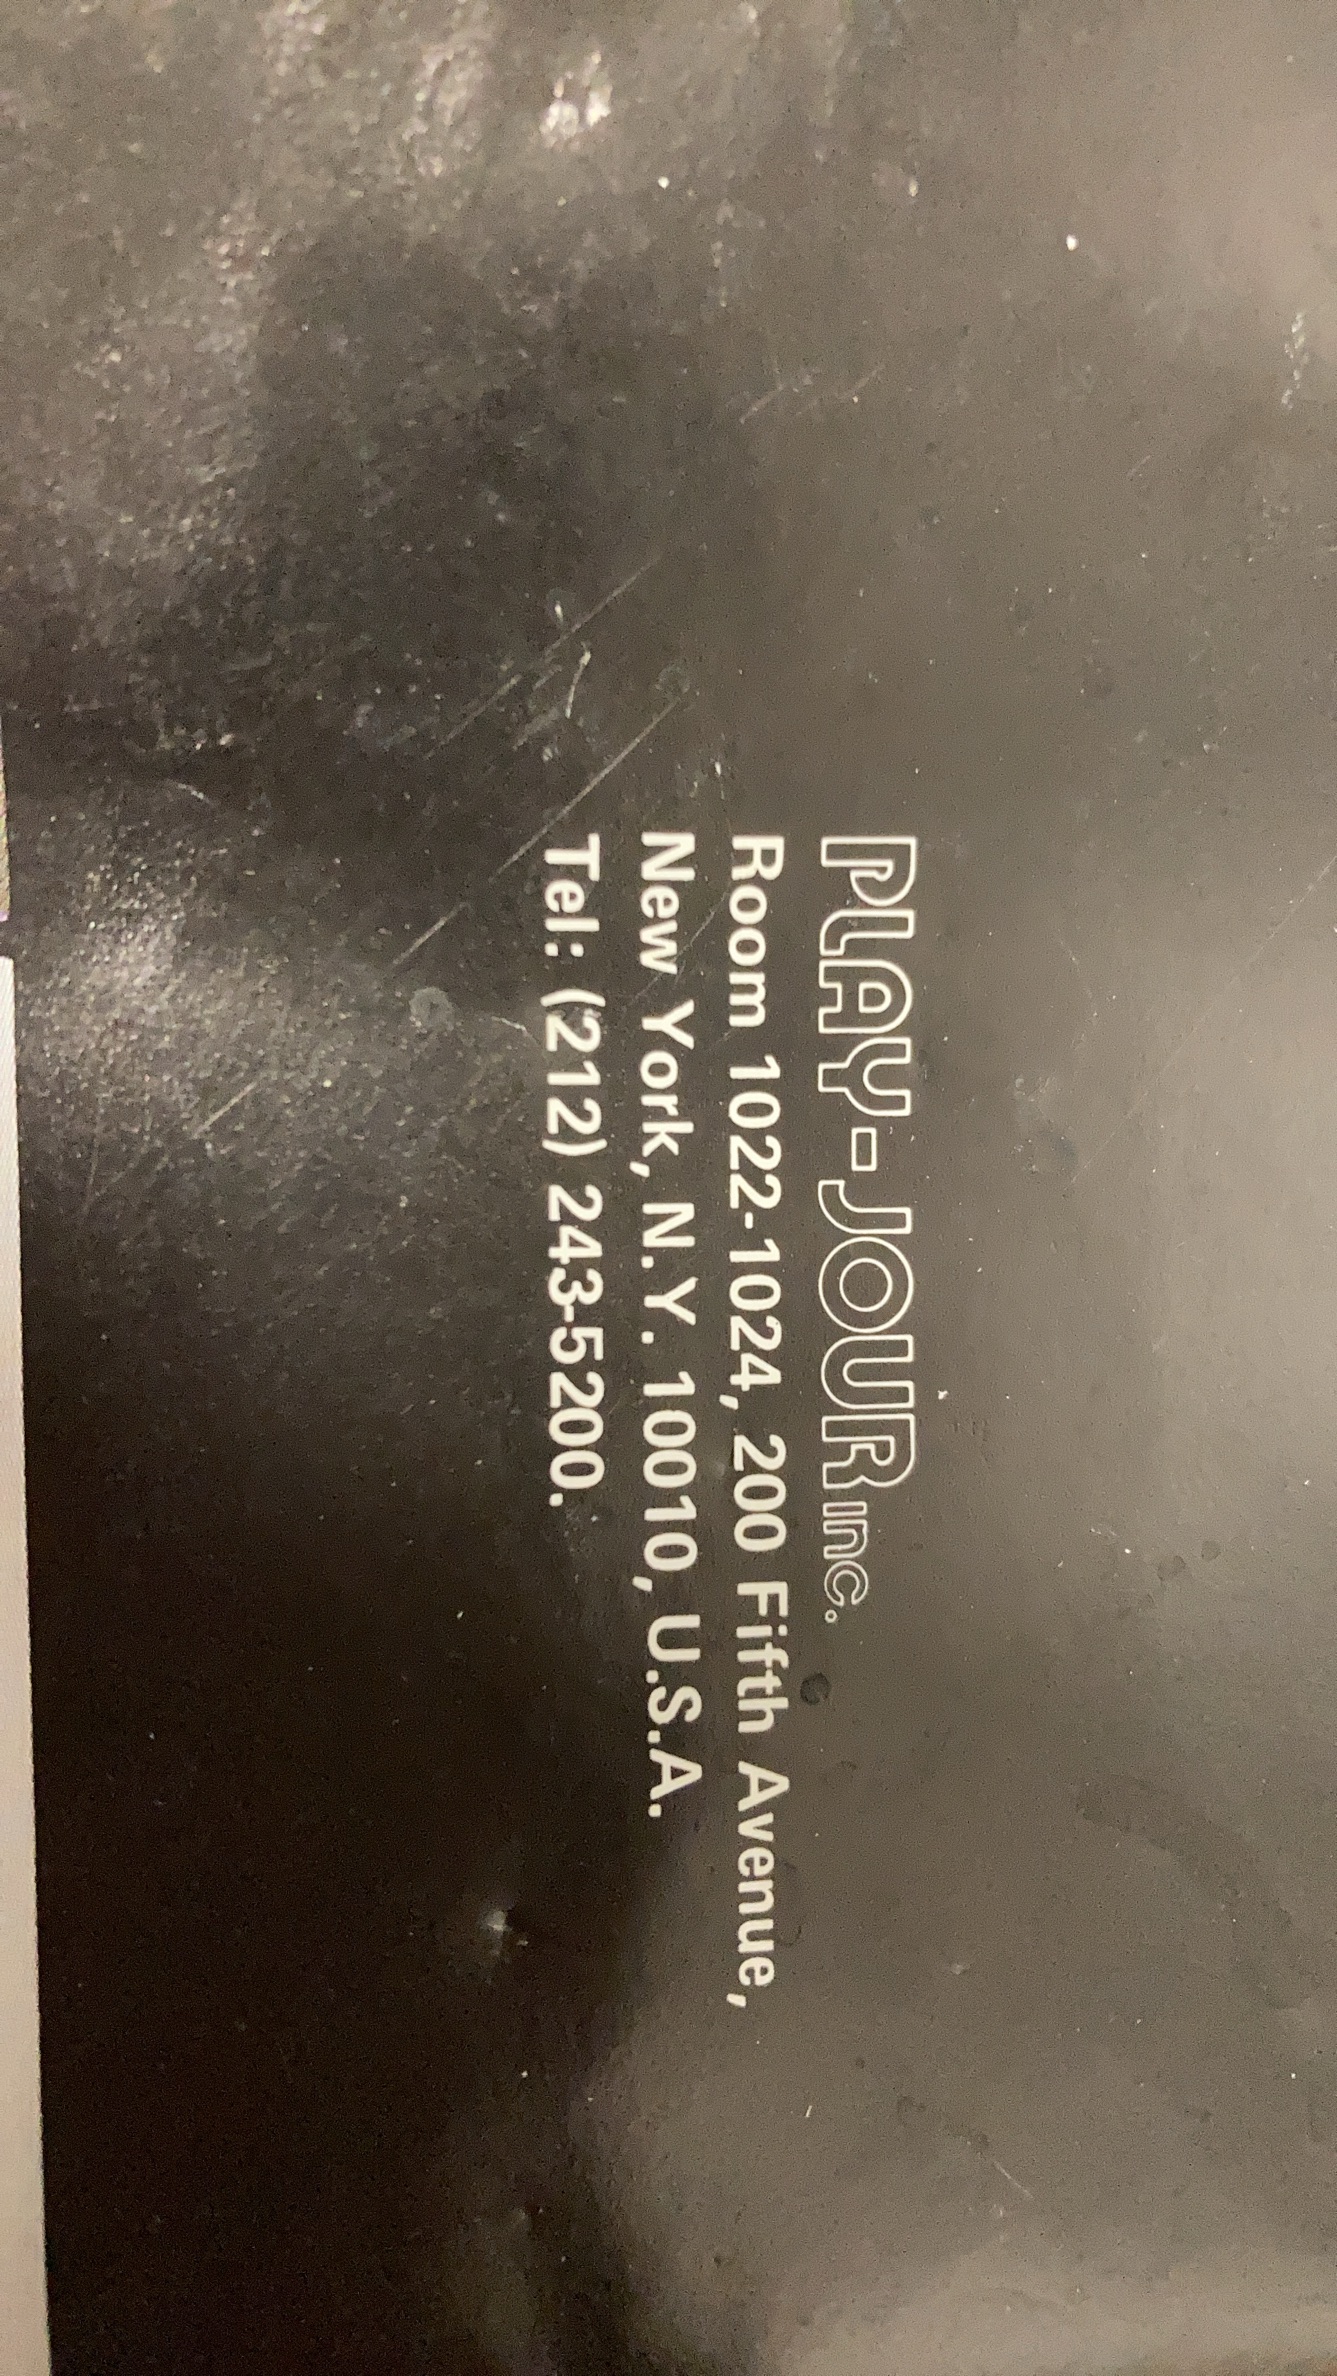 PLAY-JOUR inc.
Room 1022-1024, 200 Fifth Avenue,
New York, N.Y. 10010, U.S.A.
Tel: (212) 243-5200.